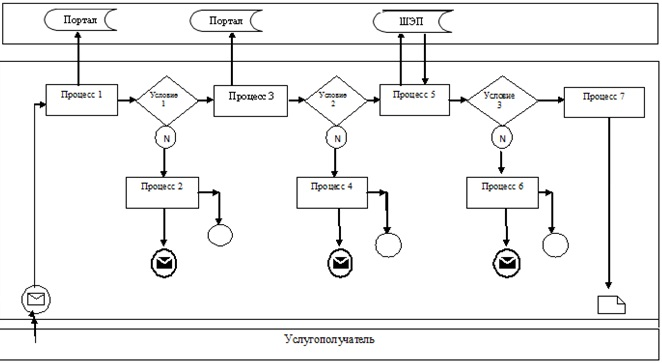 Портал
Портал
ШЭП
Процесс 1
Условие
1
Процесс 3
Условие
2
Процесс 5
Условие
3
Процесс 7
N
N
N
Процесс 2
Процесс 4
Процесс 6
Услугополучатель